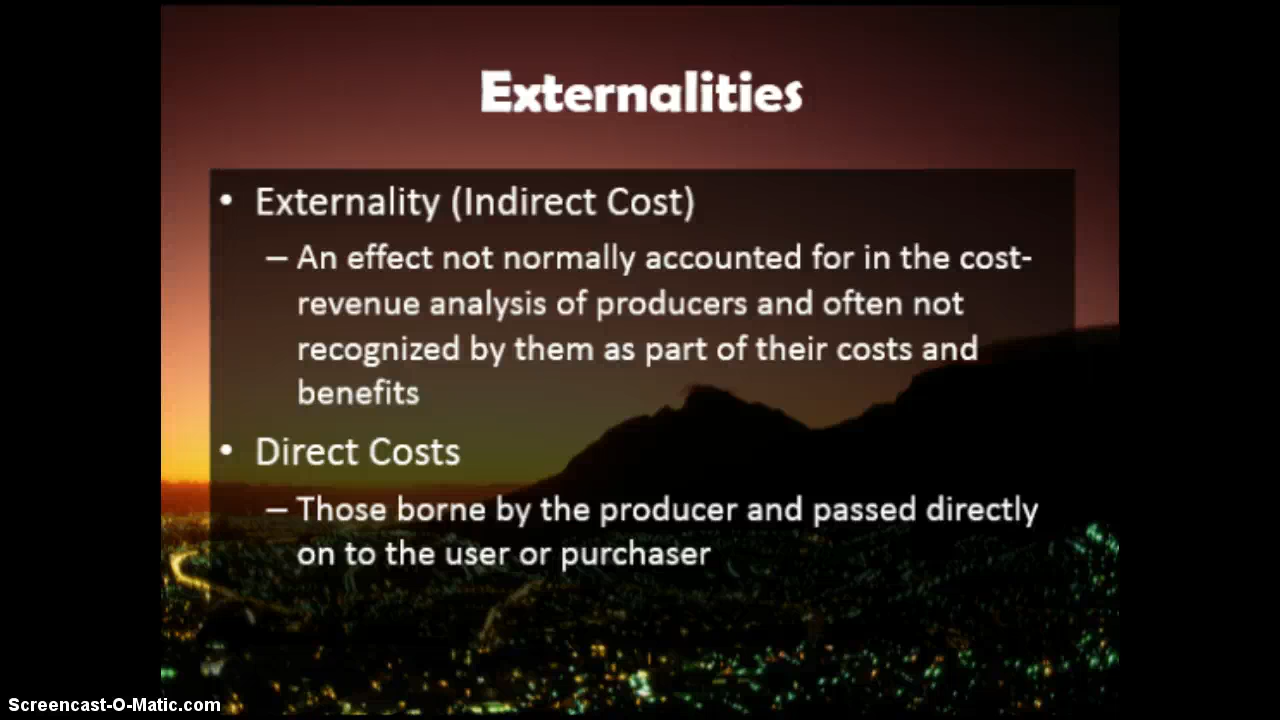 Externalities
• Externality (Indirect Cost)
– An effect not normally accounted for in the cost-
revenue analysis of producers and often not
recognized by them as part of their costs and
benefits
• Direct Costs
– Those borne by the producer and passed directly
on to the user or purchaser
Screencast-O-Matic.com